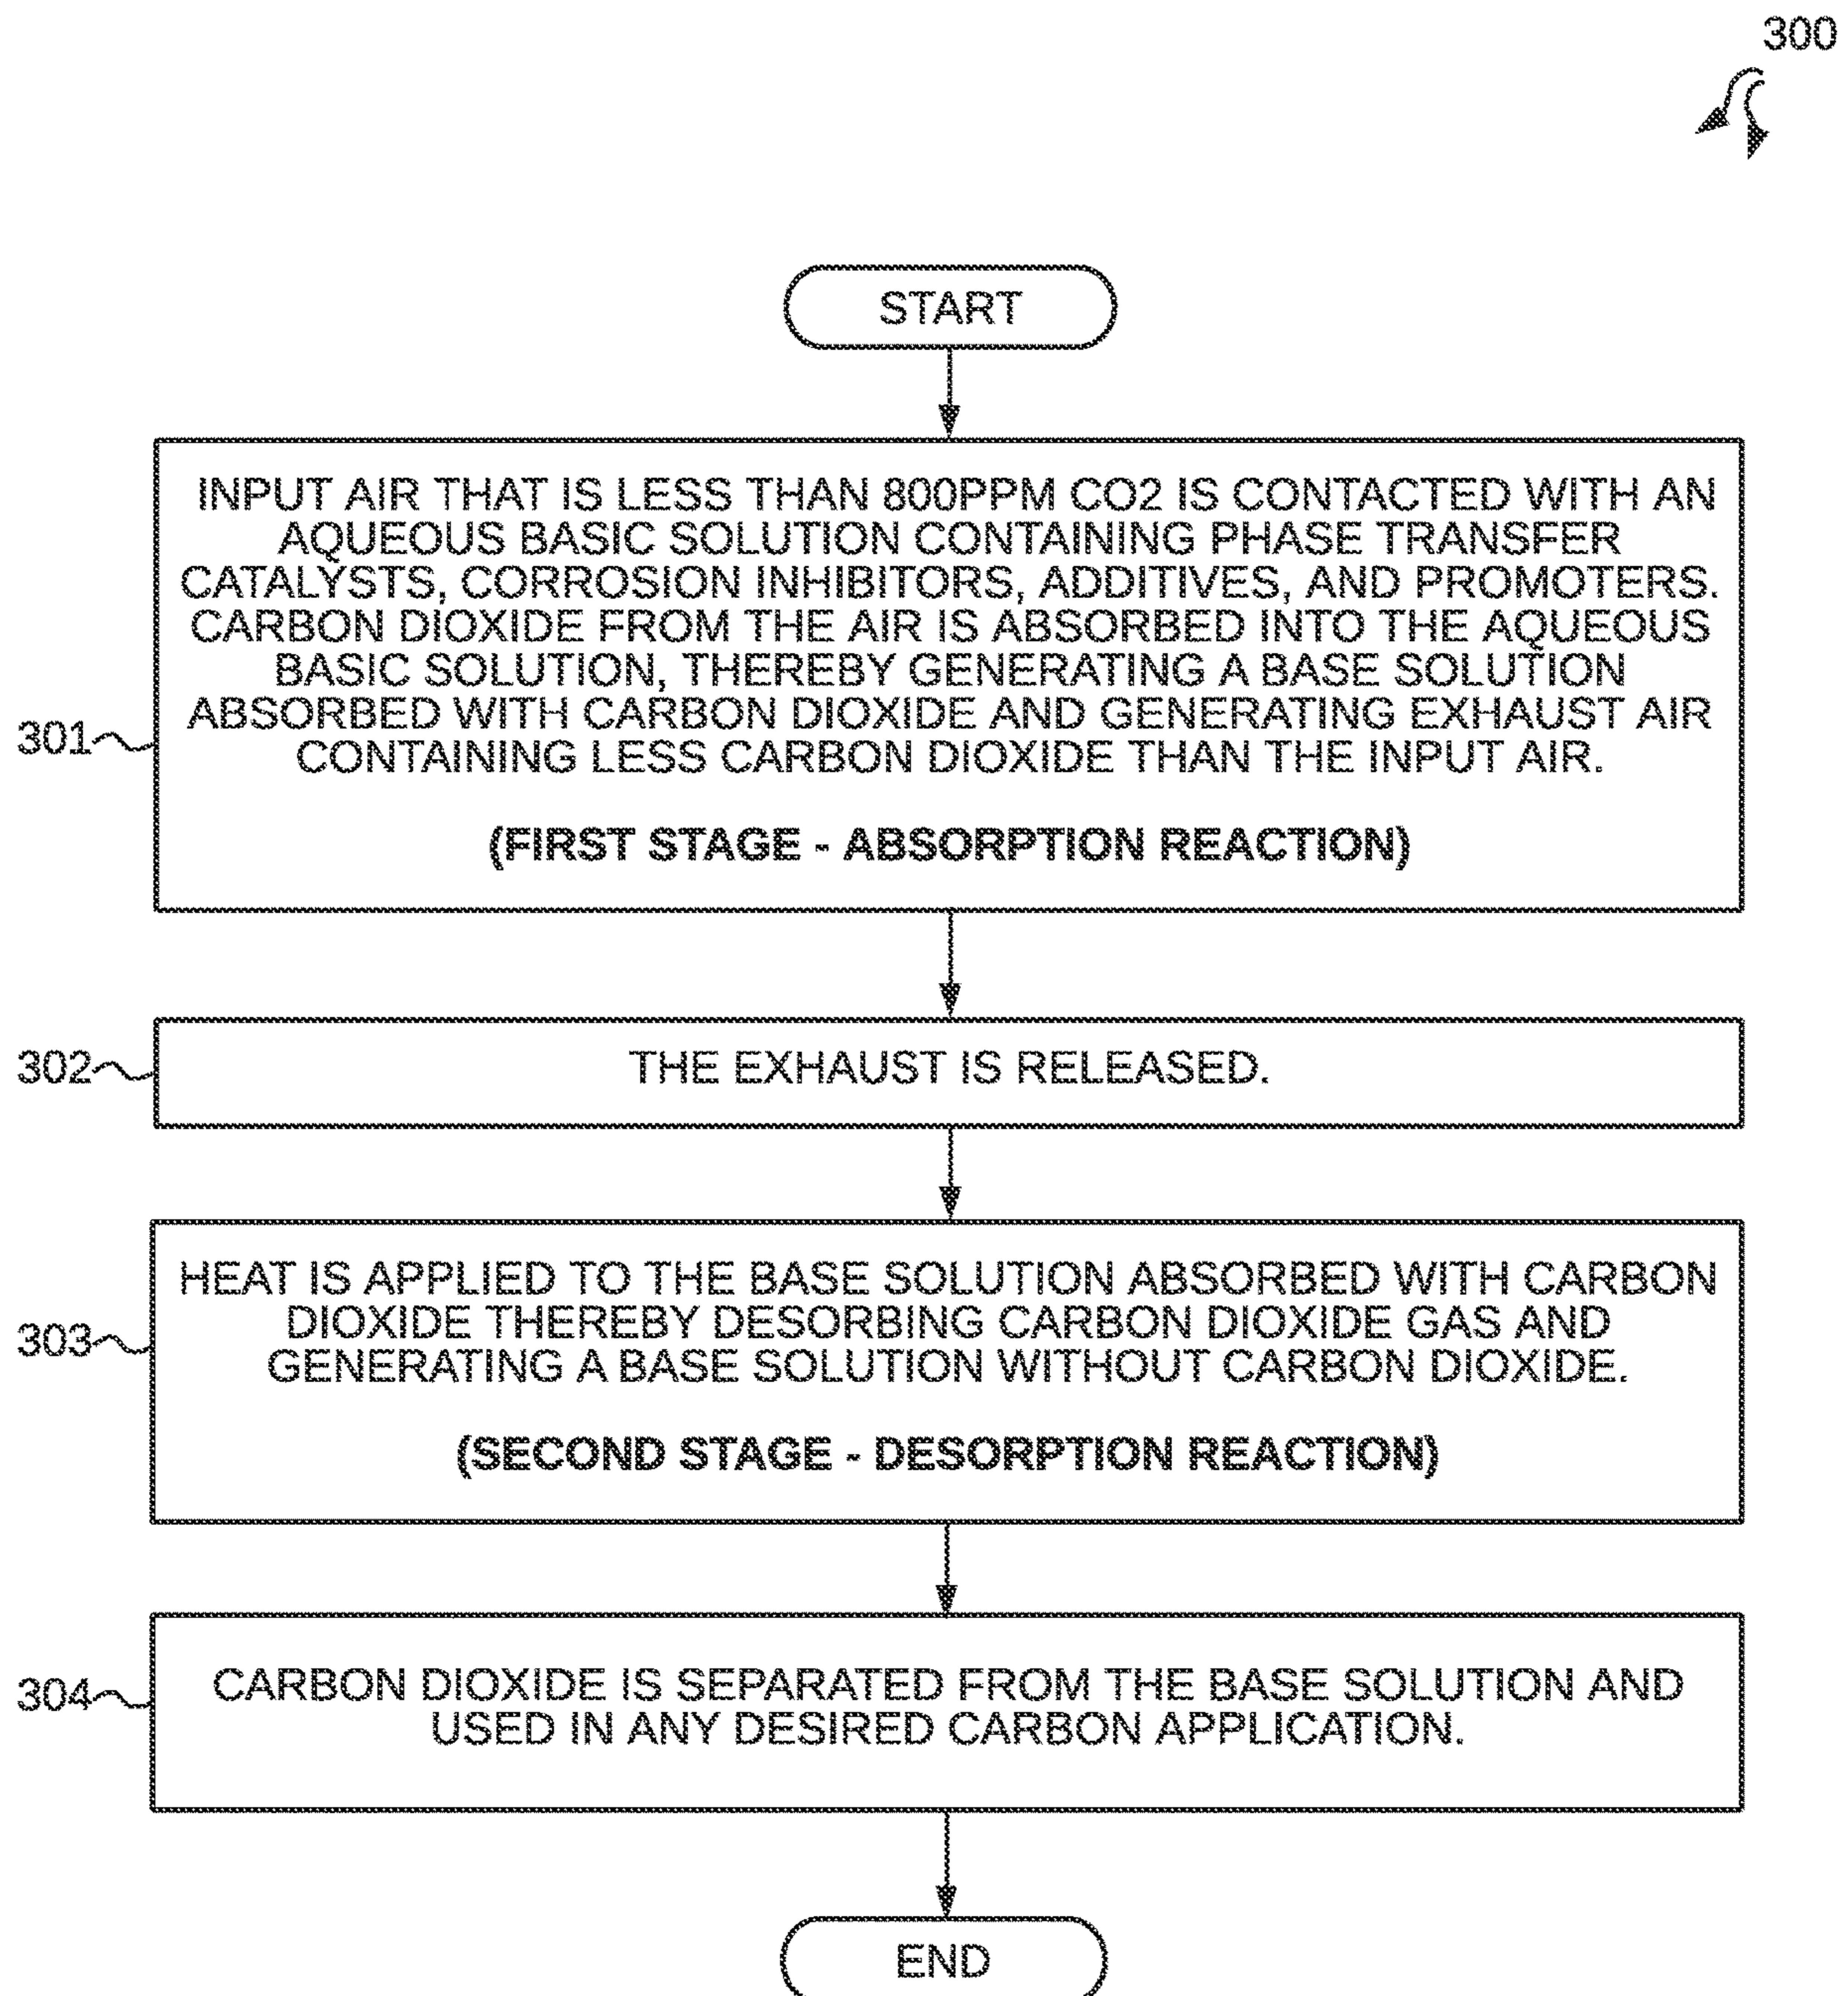 300
START
INPUT AIR THAT IS LESS THAN 800PPM CO2 IS CONTACTED WITH AN
AQUEOUS BASIC SOLUTION CONTAINING PHASE TRANSFER
CATALYSTS, CORROSION INHIBITORS, ADDITIVES, AND PROMOTERS.
CARBON DIOXIDE FROM THE AIR IS ABSORBED INTO THE AQUEOUS
BASIC SOLUTION, THEREBY GENERATING A BASE SOLUTION
ABSORBED WITH CARBON DIOXIDE AND GENERATING EXHAUST AIR
CONTAINING LESS CARBON DIOXIDE THAN THE INPUT AIR.
(FIRST STAGE - ABSORPTION REACTION)
301
302
THE EXHAUST IS RELEASED.
HEAT IS APPLIED TO THE BASE SOLUTION ABSORBED WITH CARBON
DIOXIDE THEREBY DESORBING CARBON DIOXIDE GAS AND
GENERATING A BASE SOLUTION WITHOUT CARBON DIOXIDE.
(SECOND STAGE - DESORPTION REACTION)
303
304
CARBON DIOXIDE IS SEPARATED FROM THE BASE SOLUTION AND
USED IN ANY DESIRED CARBON APPLICATION.
END